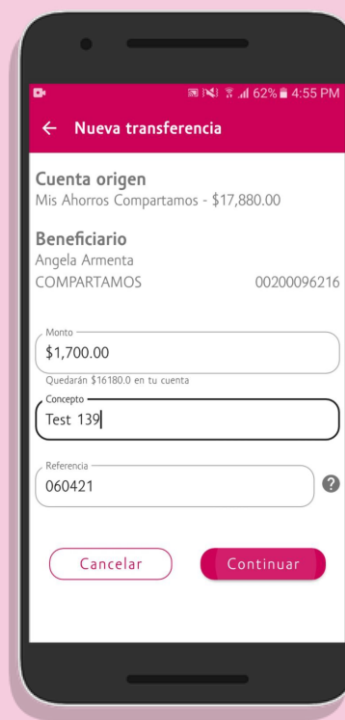 62% 4:55 PM
Nueva transferencia
Cuenta origen
Mis Ahorros Compartamos - $17,880.00
Beneficiario
Angela Armenta
COMPARTAMOS 00200096216
Monto
$1,700.00
Quedarán $16180.0 en tu cuenta
Concepto
Test 139
Referencia
060421
?
Cancelar Continuar